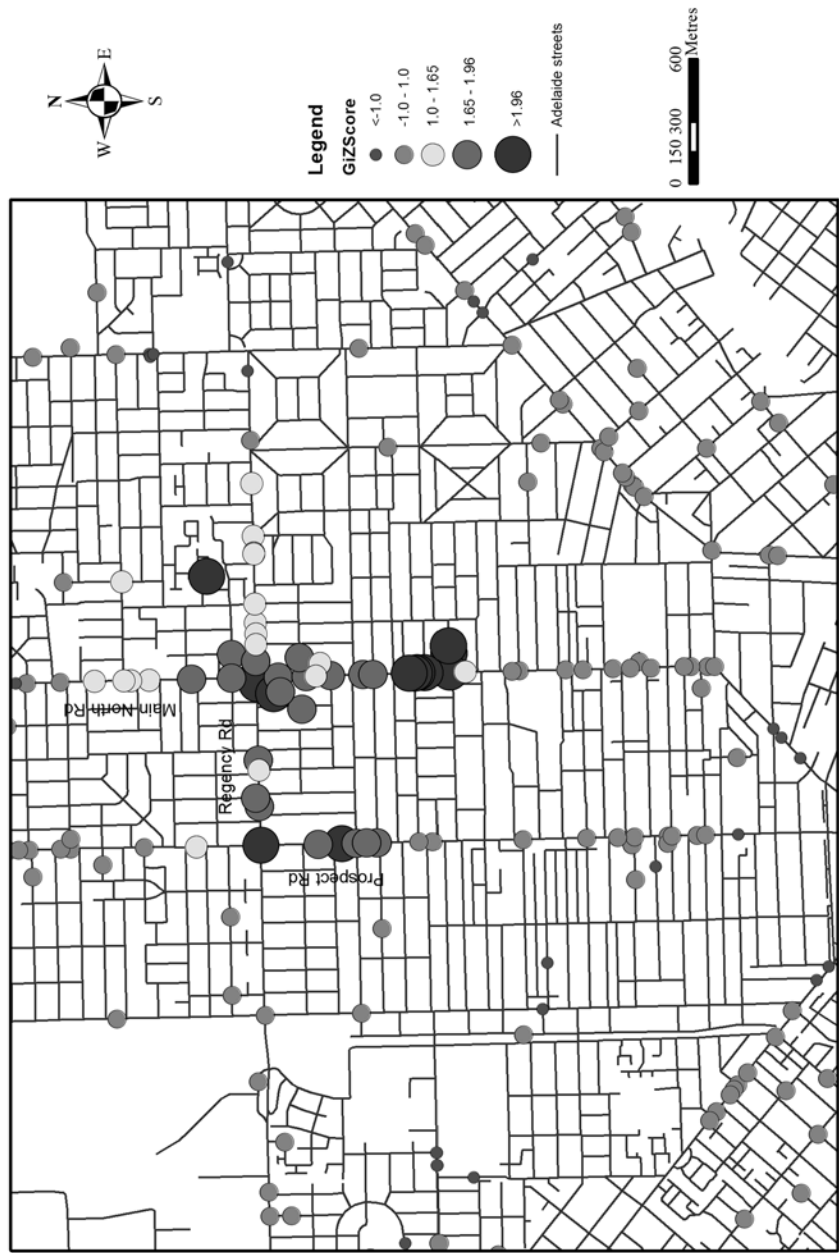 N
W
E
S
Legend
GiZScore
<-1.0
-1.0 - 1.0
1.0 - 1.65
1.65 - 1.96
>1.96
Adelaide streets
0 150 300 600
Metres
Main North Rd
Regency Rd
Prospect Rd